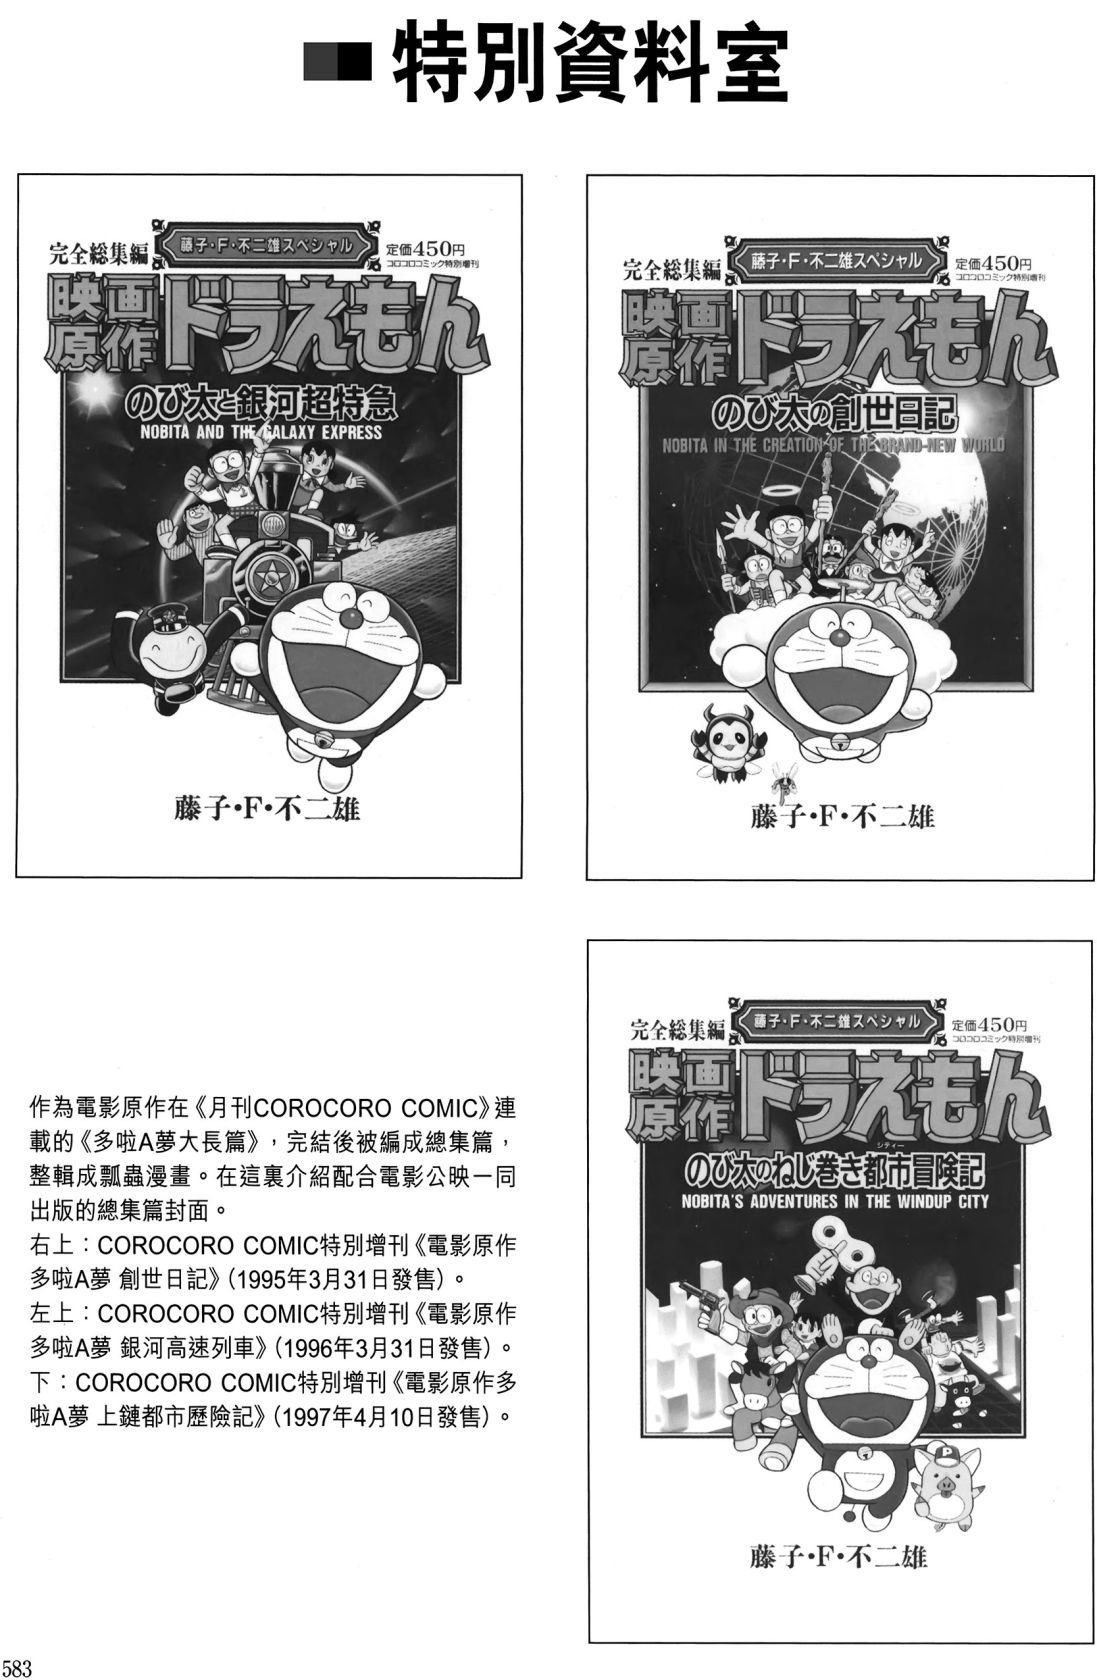 特別資料室
完全総集編
藤子・F・不二雄スペシャル
定価450円
コロコロコミック特別増刊
映画原作
ドラえもん
のび太と銀河超特急
NOBITA AND THE GALAXY EXPRESS
藤子・F・不二雄
完全総集編
藤子・F・不二雄スペシャル
定価450円
コロコロコミック特別増刊
映画原作
ドラえもん
のび太の創世日記
NOBITA IN THE CREATION OF THE BRAND-NEW WORLD
藤子・F・不二雄
完全総集編
藤子・F・不二雄スペシャル
定価450円
コロコロコミック特別増刊
映画原作
ドラえもん
シティー
のび太のねじ巻き都市冒険記
NOBITA'S ADVENTURES IN THE WINDUP CITY
P
藤子・F・不二雄
作為電影原作在《月刊COROCORO COMIC》連
載的《多啦A夢大長篇》，完結後被編成總集篇，
整輯成瓢蟲漫畫。在這裏介紹配合電影公映一同
出版的總集篇封面。
右上：COROCORO COMIC特別增刊《電影原作
多啦A夢 創世日記》（1995年3月31日發售）。
左上：COROCORO COMIC特別增刊《電影原作
多啦A夢 銀河高速列車》（1996年3月31日發售）。
下：COROCORO COMIC特別增刊《電影原作多
啦A夢 上鏈都市歷險記》（1997年4月10日發售）。
583